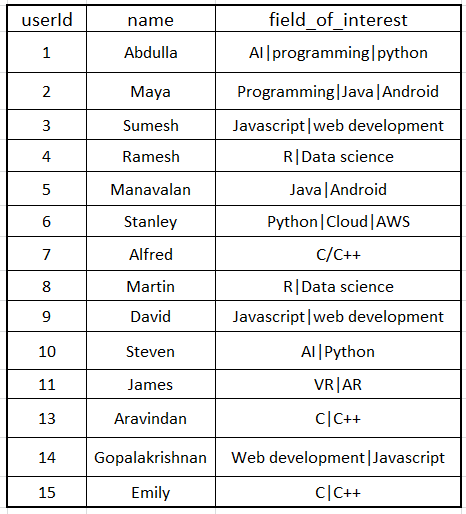 userId name field_of_interest
1 Abdulla AI|programming|python
2 Maya Programming|Java|Android
3 Sumesh Javascript|web development
4 Ramesh R|Data science
5 Manavalan Java|Android
6 Stanley Python|Cloud|AWS
7 Alfred C/C++
8 Martin R|Data science
9 David Javascript|web development
10 Steven AI|Python
11 James VR|AR
13 Aravindan C|C++
14 Gopalakrishnan Web development|Javascript
15 Emily C|C++